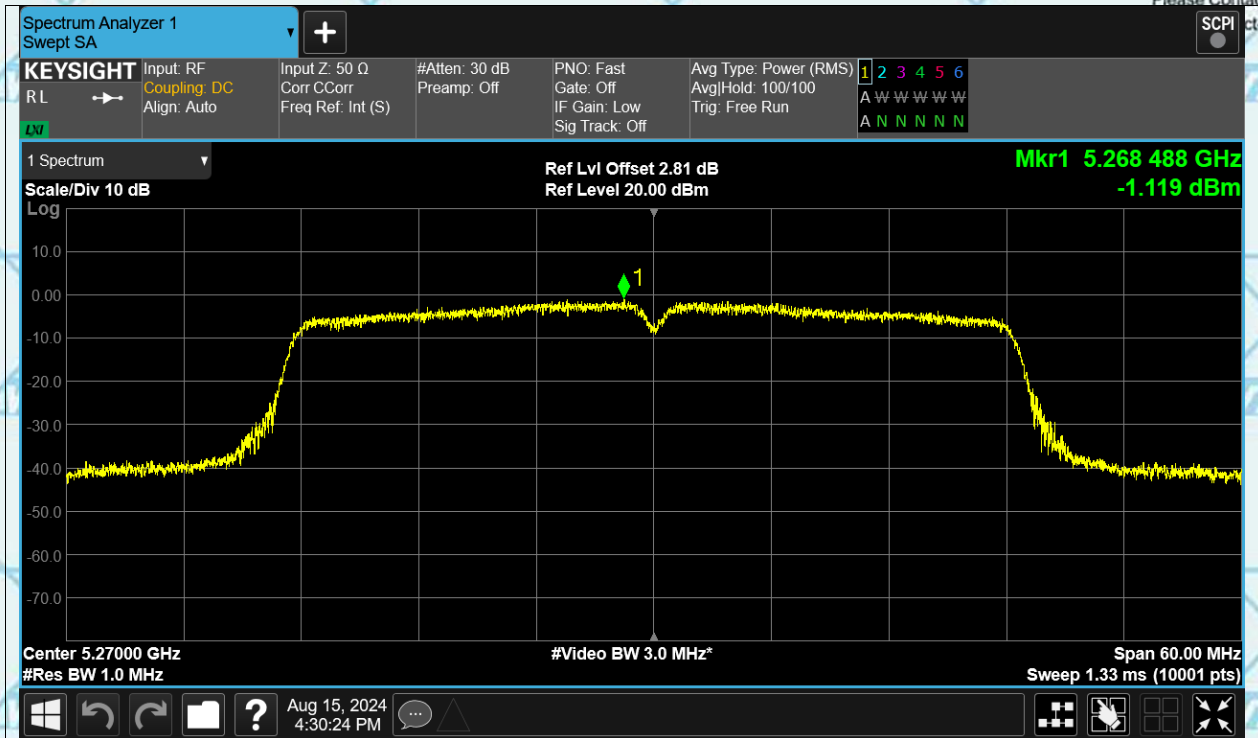 Please Contac
Spectrum Analyzer 1
Swept SA
SCPI
KEYSIGHT
RL
LXI
Input: RF
Coupling: DC
Align: Auto
Input Z: 50 Ω
Corr CCorr
Freq Ref: Int (S)
#Atten: 30 dB
Preamp: Off
PNO: Fast
Gate: Off
IF Gain: Low
Sig Track: Off
Avg Type: Power (RMS)
Avg|Hold: 100/100
Trig: Free Run
1 2 3 4 5 6
A W W W W W
A N N N N N
1 Spectrum
Scale/Div 10 dB
Log
Ref Lvl Offset 2.81 dB
Ref Level 20.00 dBm
Mkr1 5.268 488 GHz
-1.119 dBm
1
10.0
0.00
-10.0
-20.0
-30.0
-40.0
-50.0
-60.0
-70.0
Center 5.27000 GHz
#Res BW 1.0 MHz
#Video BW 3.0 MHz*
Span 60.00 MHz
Sweep 1.33 ms (10001 pts)
?
Aug 15, 2024
4:30:24 PM